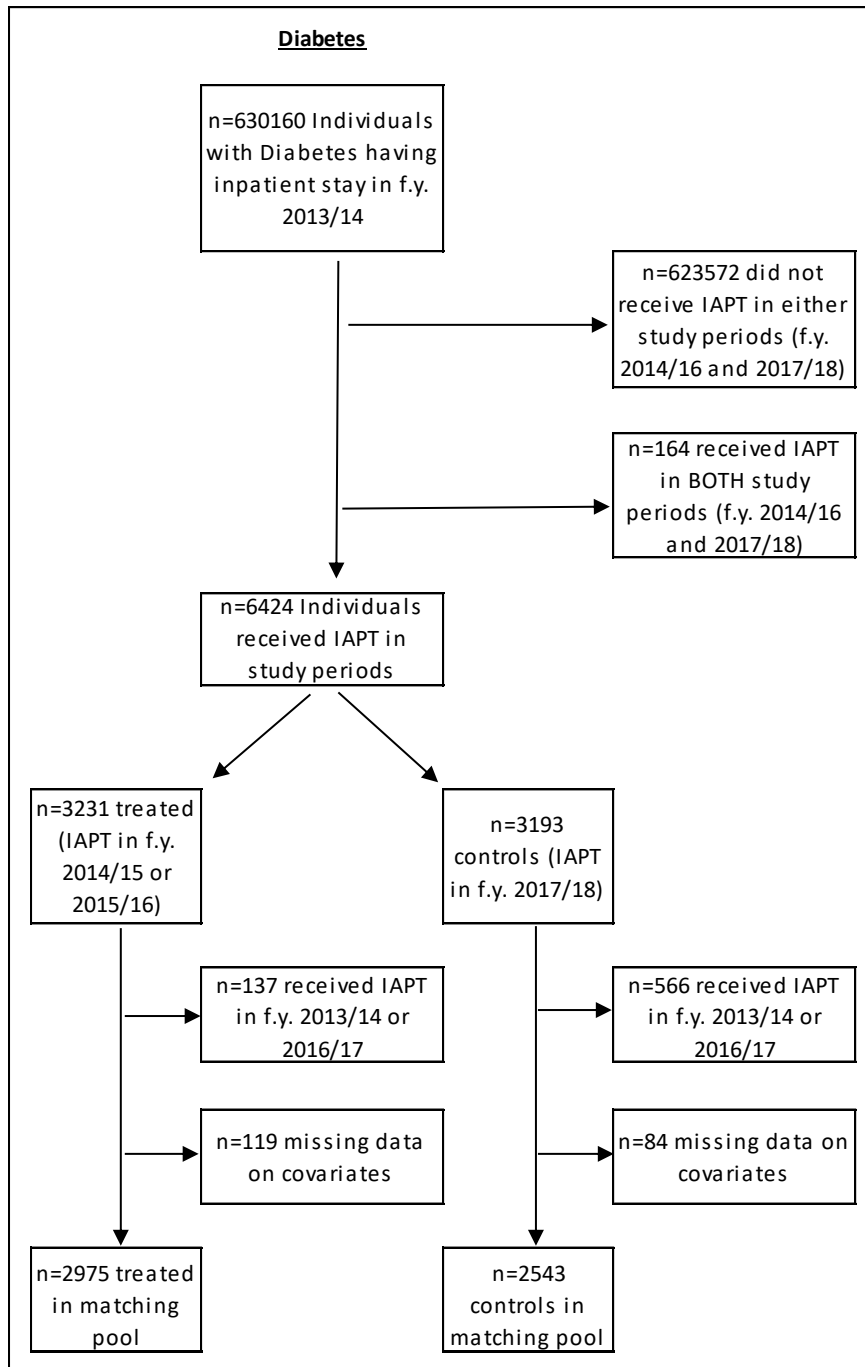 Diabetes
n=630160 Individuals
with Diabetes having
inpatient stay in f.y.
2013/14
n=623572 did not
receive IAPT in either
study periods (f.y.
2014/16 and 2017/18)
n=164 received IAPT
in BOTH study
periods (f.y. 2014/16
and 2017/18)
n=6424 Individuals
received IAPT in
study periods
n=3231 treated
(IAPT in f.y.
2014/15 or
2015/16)
n=3193
controls (IAPT
in f.y. 2017/18)
n=137 received IAPT
in f.y. 2013/14 or
2016/17
n=566 received IAPT
in f.y. 2013/14 or
2016/17
n=119 missing data
on covariates
n=84 missing data on
covariates
n=2975 treated
in matching
pool
n=2543
controls in
matching pool